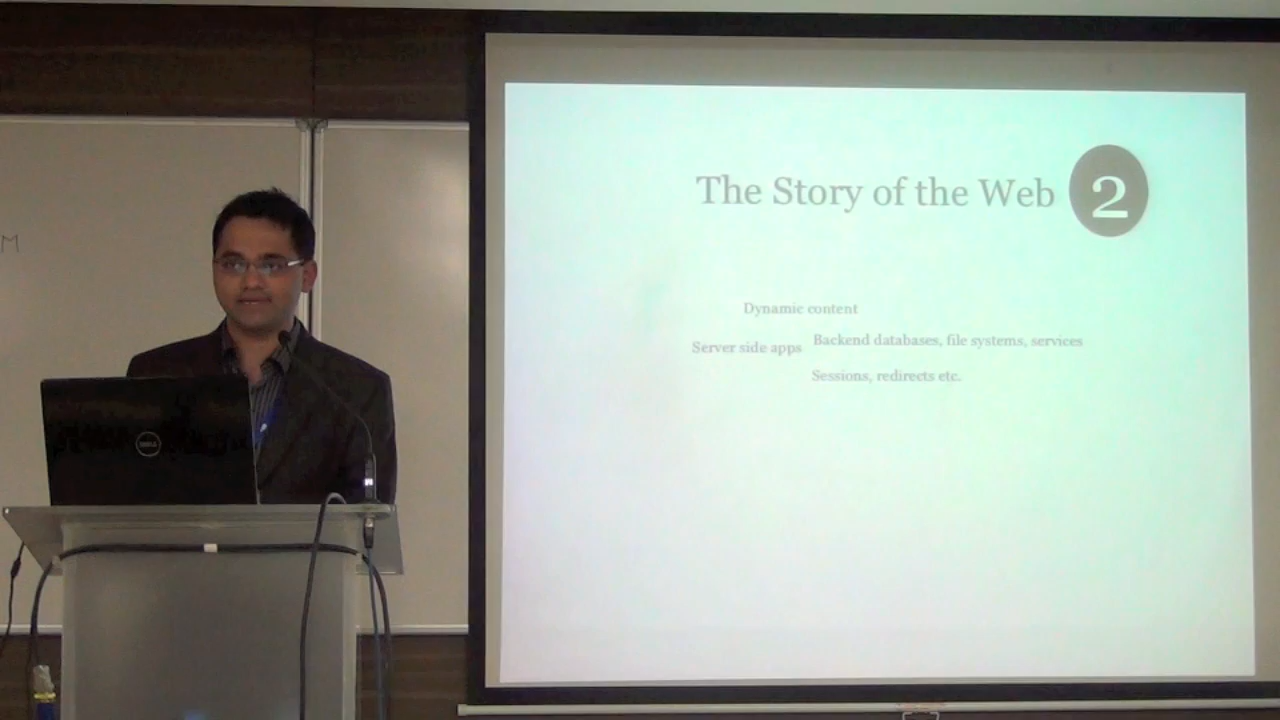 M
The Story of the Web 2
Dynamic content
Server side apps
Backend databases, file systems, services
Sessions, redirects etc.
DELL